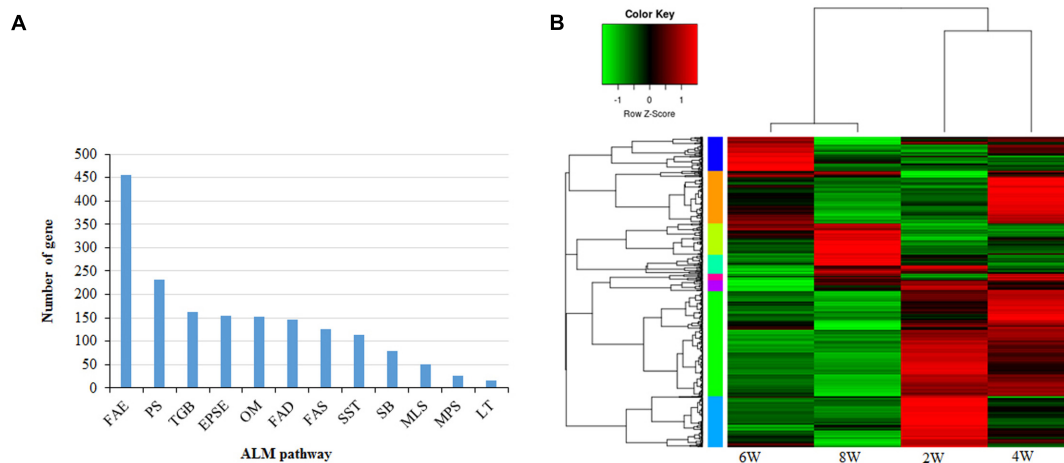 A
500
450
400
350
300
250
200
150
100
50
0
Number of gene
FAE PS TGB EPSE OM FAD FAS SST SB MLS MPS LT
ALM pathway
B
Color Key
-1 0 1
Row Z-Score
6W 8W 2W 4W